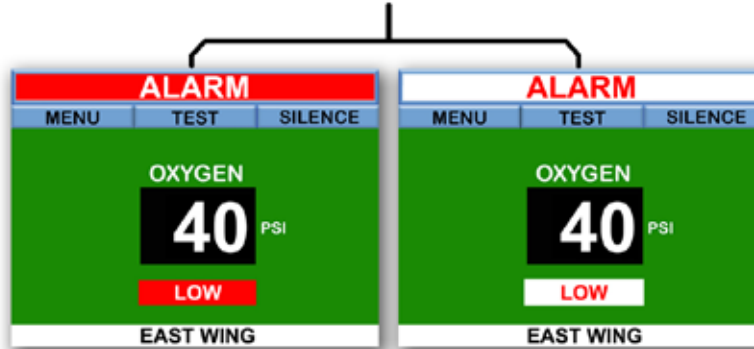 ALARM
MENU TEST SILENCE
OXYGEN
40 PSI
LOW
EAST WING
ALARM
MENU TEST SILENCE
OXYGEN
40 PSI
LOW
EAST WING